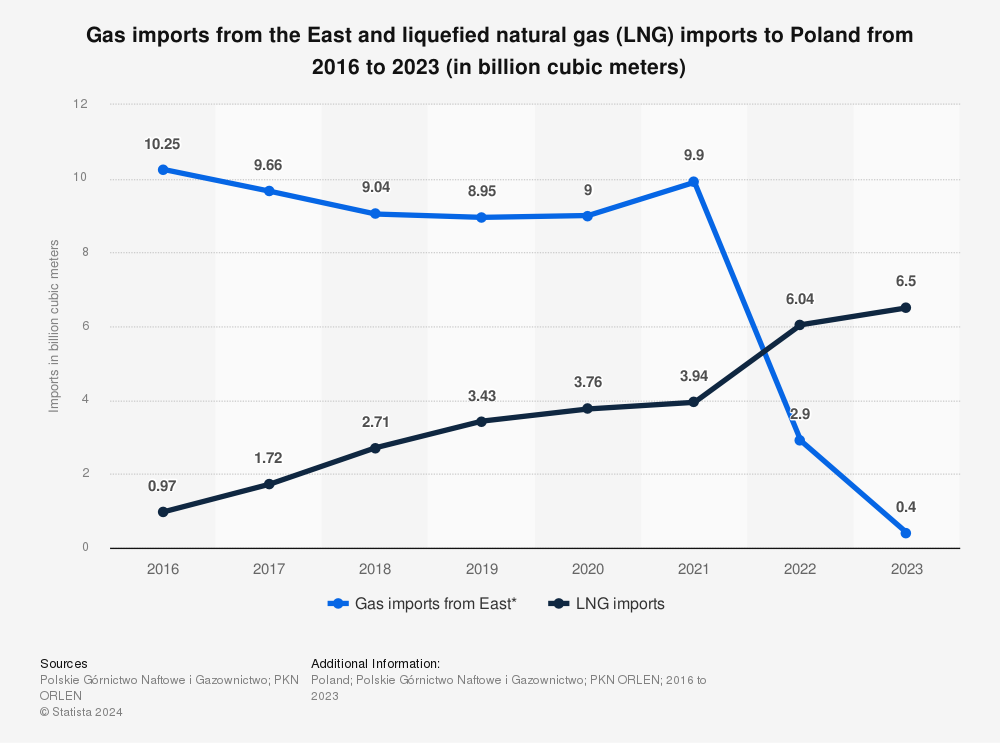 Gas imports from the East and liquefied natural gas (LNG) imports to Poland from
2016 to 2023 (in billion cubic meters)
Imports in billion cubic meters
12
10
8
6
4
2
0
10.25
9.66
9.04
8.95
9
9.9
2.9
0.4
0.97
1.72
2.71
3.43
3.76
3.94
6.04
6.5
2016 2017 2018 2019 2020 2021 2022 2023
Gas imports from East* LNG imports
Sources
Polskie Górnictwo Naftowe i Gazownictwo; PKN
ORLEN
© Statista 2024
Additional Information:
Poland; Polskie Górnictwo Naftowe i Gazownictwo; PKN ORLEN; 2016 to
2023